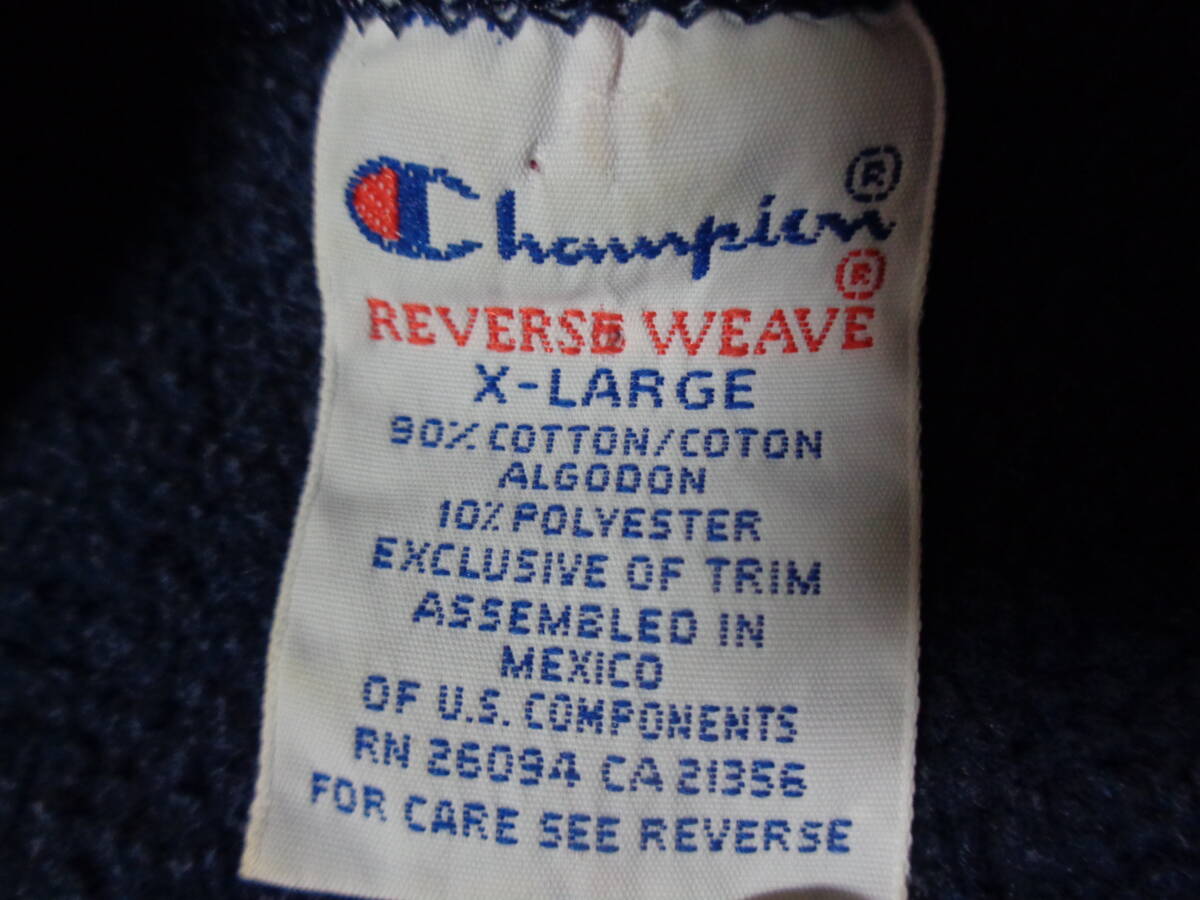 Champion®
REVERSE WEAVE®
X-LARGE
90% COTTON/COTON
ALGODON
10% POLYESTER
EXCLUSIVE OF TRIM
ASSEMBLED IN
MEXICO
OF U.S. COMPONENTS
RN 26094 CA 21356
FOR CARE SEE REVERSE